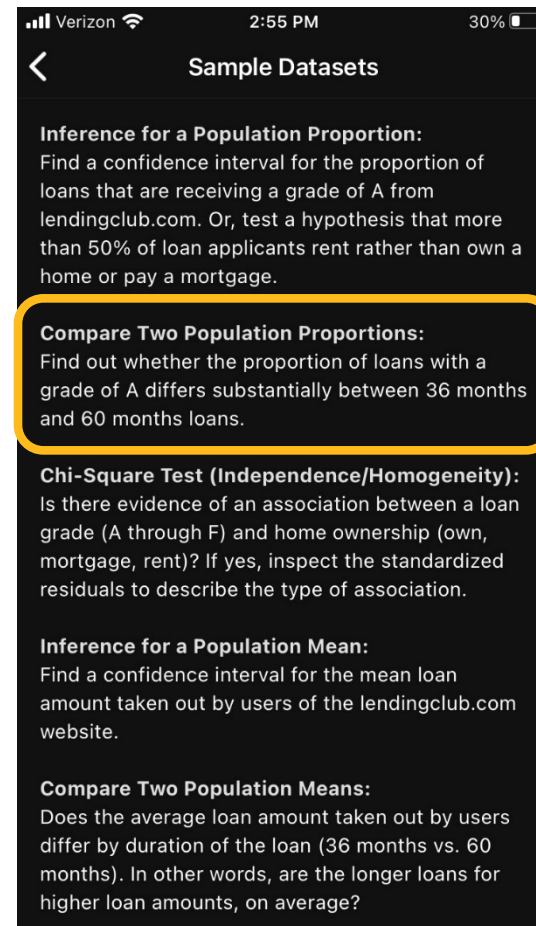 Verizon 2:55 PM 30%
Sample Datasets
Inference for a Population Proportion:
Find a confidence interval for the proportion of
loans that are receiving a grade of A from
lendingclub.com. Or, test a hypothesis that more
than 50% of loan applicants rent rather than own a
home or pay a mortgage.
Compare Two Population Proportions:
Find out whether the proportion of loans with a
grade of A differs substantially between 36 months
and 60 months loans.
Chi-Square Test (Independence/Homogeneity):
Is there evidence of an association between a loan
grade (A through F) and home ownership (own,
mortgage, rent)? If yes, inspect the standardized
residuals to describe the type of association.
Inference for a Population Mean:
Find a confidence interval for the mean loan
amount taken out by users of the lendingclub.com
website.
Compare Two Population Means:
Does the average loan amount taken out by users
differ by duration of the loan (36 months vs. 60
months). In other words, are the longer loans for
higher loan amounts, on average?